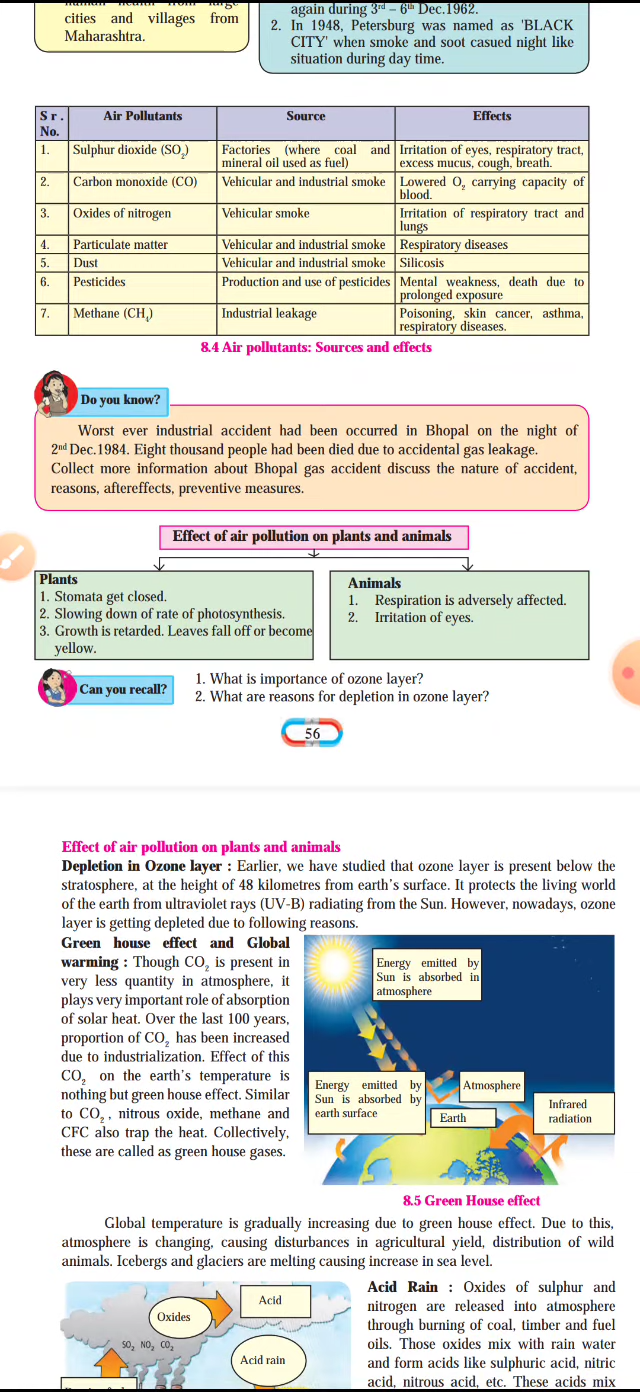 cities and villages from
Maharashtra.
again during 3rd – 6th Dec.1962.
2. In 1948, Petersburg was named as 'BLACK
CITY' when smoke and soot casued night like
situation during day time.
Sr. No. Air Pollutants Source Effects
1. Sulphur dioxide (SO₂) Factories (where coal and mineral oil used as fuel) Irritation of eyes, respiratory tract, excess mucus, cough, breath.
2. Carbon monoxide (CO) Vehicular and industrial smoke Lowered O₂ carrying capacity of blood.
3. Oxides of nitrogen Vehicular smoke Irritation of respiratory tract and lungs
4. Particulate matter Vehicular and industrial smoke Respiratory diseases
5. Dust Vehicular and industrial smoke Silicosis
6. Pesticides Production and use of pesticides Mental weakness, death due to prolonged exposure
7. Methane (CH₄) Industrial leakage Poisoning, skin cancer, asthma, respiratory diseases.
8.4 Air pollutants: Sources and effects
Do you know?
Worst ever industrial accident had been occurred in Bhopal on the night of
2nd Dec.1984. Eight thousand people had been died due to accidental gas leakage.
Collect more information about Bhopal gas accident discuss the nature of accident,
reasons, aftereffects, preventive measures.
Effect of air pollution on plants and animals
Plants
1. Stomata get closed.
2. Slowing down of rate of photosynthesis.
3. Growth is retarded. Leaves fall off or become
yellow.
Animals
1. Respiration is adversely affected.
2. Irritation of eyes.
Can you recall?
1. What is importance of ozone layer?
2. What are reasons for depletion in ozone layer?
56
Effect of air pollution on plants and animals
Depletion in Ozone layer : Earlier, we have studied that ozone layer is present below the
stratosphere, at the height of 48 kilometres from earth's surface. It protects the living world
of the earth from ultraviolet rays (UV-B) radiating from the Sun. However, nowadays, ozone
layer is getting depleted due to following reasons.
Green house effect and Global
warming : Though CO₂ is present in
very less quantity in atmosphere, it
plays very important role of absorption
of solar heat. Over the last 100 years,
proportion of CO₂ has been increased
due to industrialization. Effect of this
CO₂ on the earth's temperature is
nothing but green house effect. Similar
to CO₂, nitrous oxide, methane and
CFC also trap the heat. Collectively,
these are called as green house gases.
Energy emitted by
Sun is absorbed in
atmosphere
Energy emitted by
Sun is absorbed by
earth surface
Atmosphere
Earth
Infrared
radiation
8.5 Green House effect
Global temperature is gradually increasing due to green house effect. Due to this,
atmosphere is changing, causing disturbances in agricultural yield, distribution of wild
animals. Icebergs and glaciers are melting causing increase in sea level.
Oxides
Acid
SO₂ NO₂ CO₂
Acid rain
Acid Rain : Oxides of sulphur and
nitrogen are released into atmosphere
through burning of coal, timber and fuel
oils. Those oxides mix with rain water
and form acids like sulphuric acid, nitric
acid, nitrous acid, etc. These acids mix